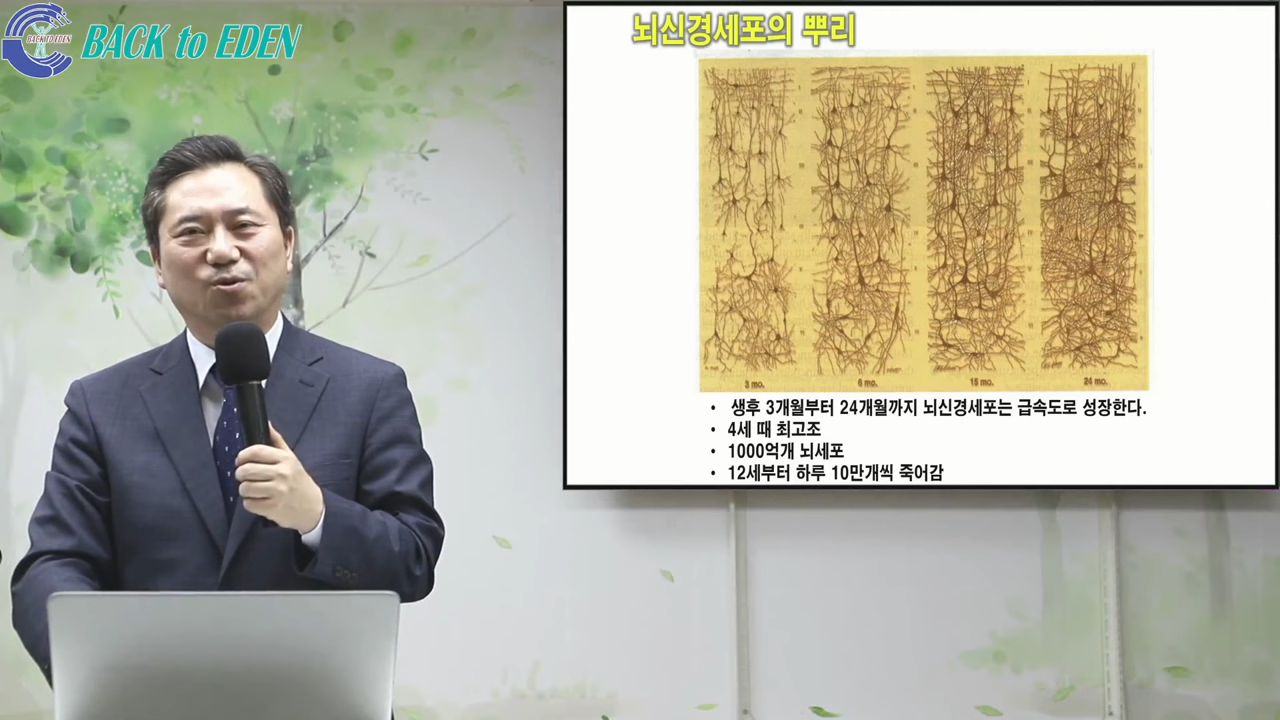 BACK TO EDEN
BACK to EDEN
뇌신경세포의 뿌리
3 mo.
6 mo.
15 mo.
24 mo.
• 생후 3개월부터 24개월까지 뇌신경세포는 급속도로 성장한다.
• 4세 때 최고조
• 1000억개 뇌세포
• 12세부터 하루 10만개씩 죽어감